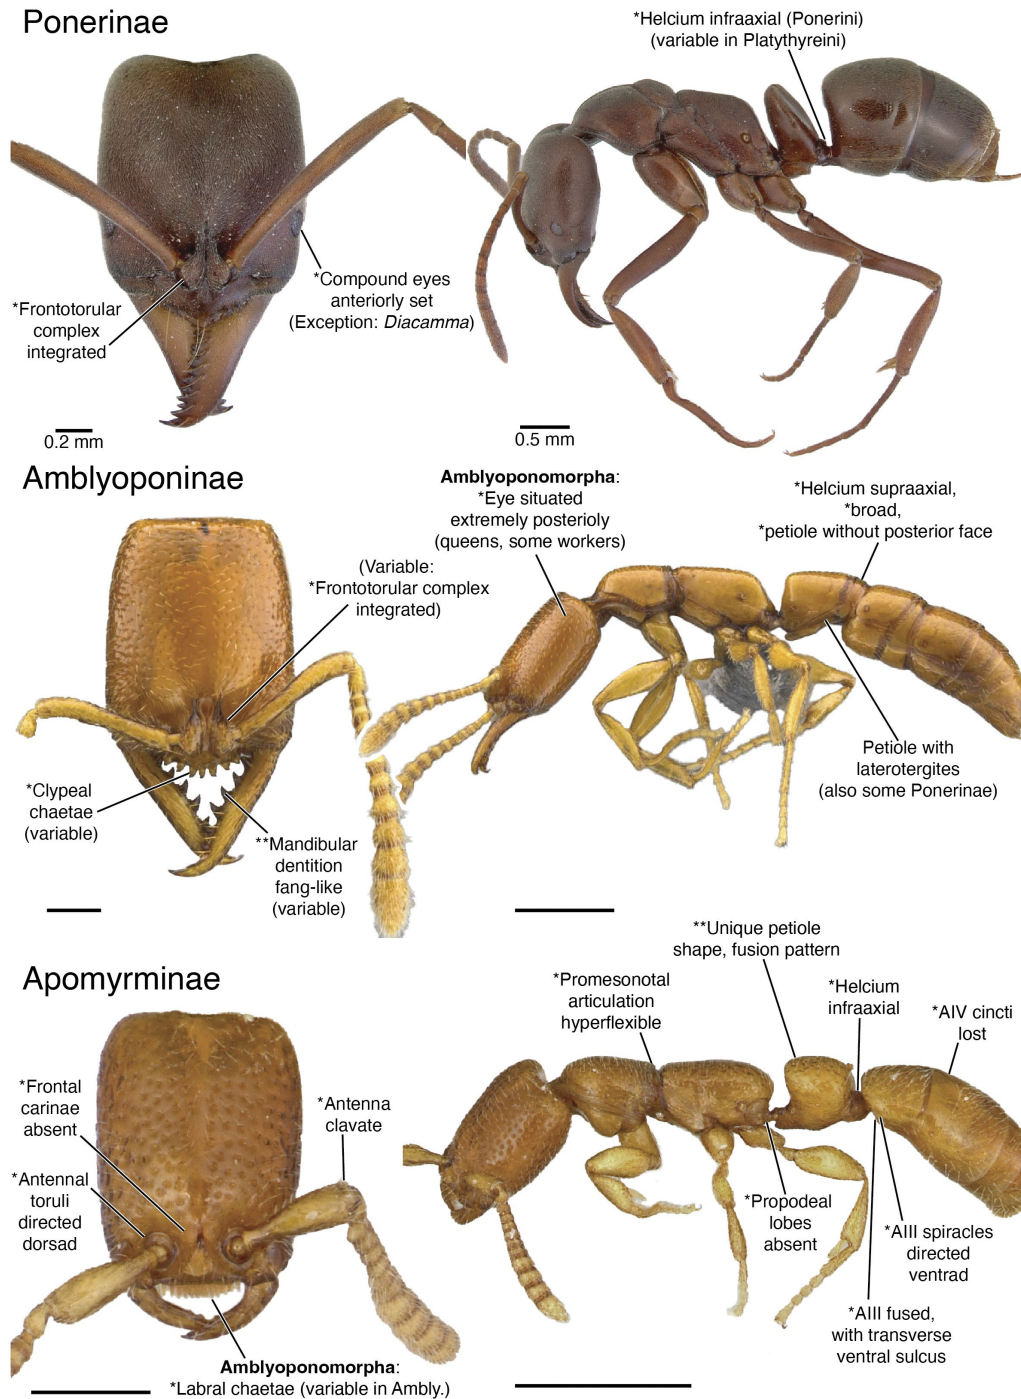 Ponerinae
*Helcium infraaxial (Ponerini)
(variable in Platythyreini)
*Compound eyes
anteriorly set
(Exception: Diacamma)
*Frontotorular
complex
integrated
0.2 mm
0.5 mm
Amblyoponinae
Amblyoponomorpha:
*Eye situated
extremely posterioly
(queens, some workers)
*Helcium supraaxial,
*broad,
*petiole without posterior face
(Variable:
*Frontotorular complex
integrated)
*Clypeal
chaetae
(variable)
**Mandibular
dentition
fang-like
(variable)
Petiole with
laterotergites
(also some Ponerinae)
Apomyrminae
**Unique petiole
shape, fusion pattern
*Promesonotal
articulation
hyperflexible
*Helcium
infraaxial
*AIV cincti
lost
*Frontal
carinae
absent
*Antenna
clavate
*Antennal
toruli
directed
dorsad
*Propodeal
lobes
absent
*AIII spiracles
directed
ventrad
*AIII fused,
with transverse
ventral sulcus
Amblyoponomorpha:
*Labral chaetae (variable in Ambly.)